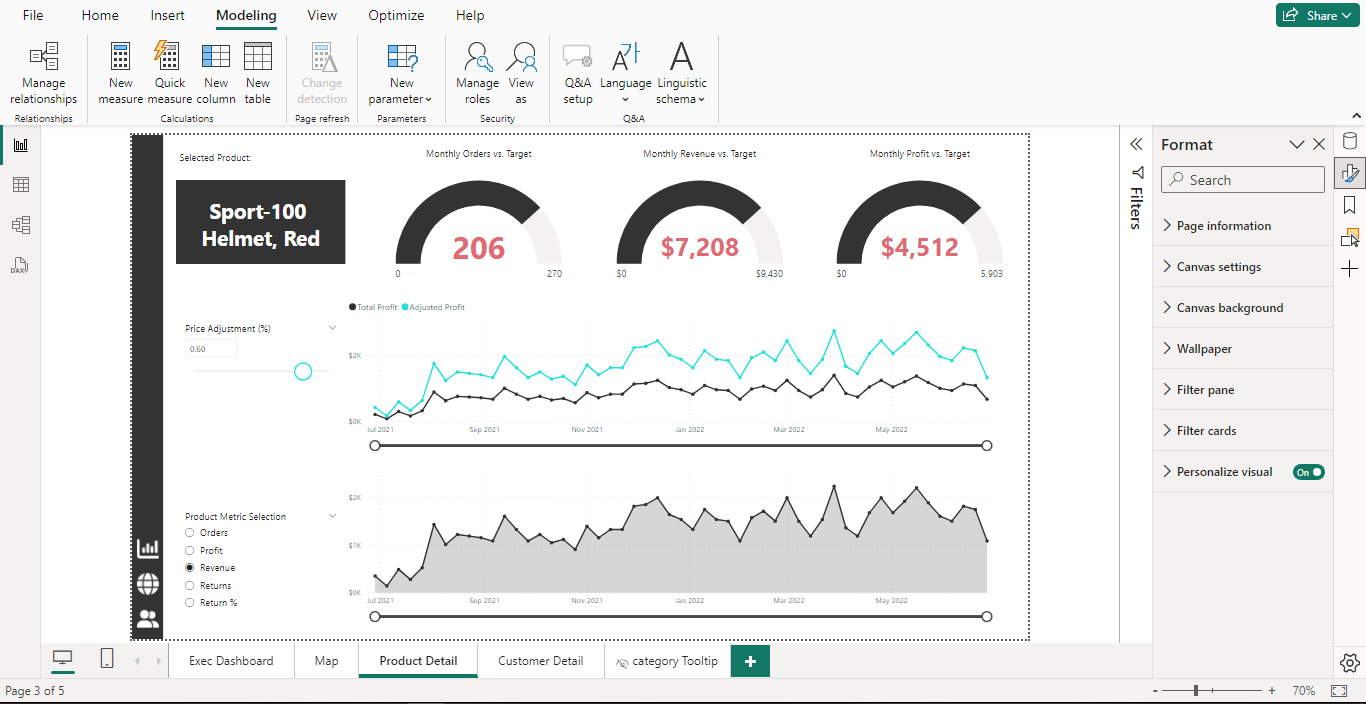 File Home Insert Modeling View Optimize Help Share
Manage relationships
New measure
Quick measure
New column
New table
Change detection
New parameter
Manage roles
View as
Q&A setup
Language
Linguistic schema
Relationships
Calculations
Page refresh
Parameters
Security
Q&A
Selected Product:
Sport-100
Helmet, Red
Monthly Orders vs. Target
206
0 270
Monthly Revenue vs. Target
$7,208
$0 $9,430
Monthly Profit vs. Target
$4,512
$0 5,903
Price Adjustment (%)
0.60
Total Profit Adjusted Profit
$2K
$0K
Jul 2021 Sep 2021 Nov 2021 Jan 2022 Mar 2022 May 2022
Product Metric Selection
Orders
Profit
Revenue
Returns
Return %
$2K
$1K
$0K
Jul 2021 Sep 2021 Nov 2021 Jan 2022 Mar 2022 May 2022
Filters
Format
Search
Page information
Canvas settings
Canvas background
Wallpaper
Filter pane
Filter cards
Personalize visual On
DAX
Exec Dashboard Map Product Detail Customer Detail category Tooltip +
Page 3 of 5
- + 70%